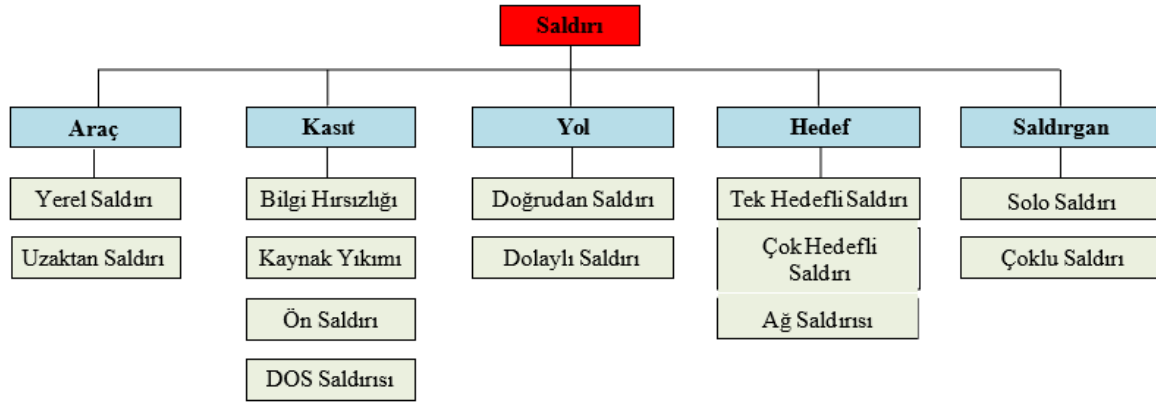 Saldırı
Araç
Kasıt
Yol
Hedef
Saldırgan
Yerel Saldırı
Bilgi Hırsızlığı
Doğrudan Saldırı
Tek Hedefli Saldırı
Solo Saldırı
Uzaktan Saldırı
Kaynak Yıkımı
Dolaylı Saldırı
Çok Hedefli
Saldırı
Çoklu Saldırı
Ön Saldırı
Ağ Saldırısı
DOS Saldırısı